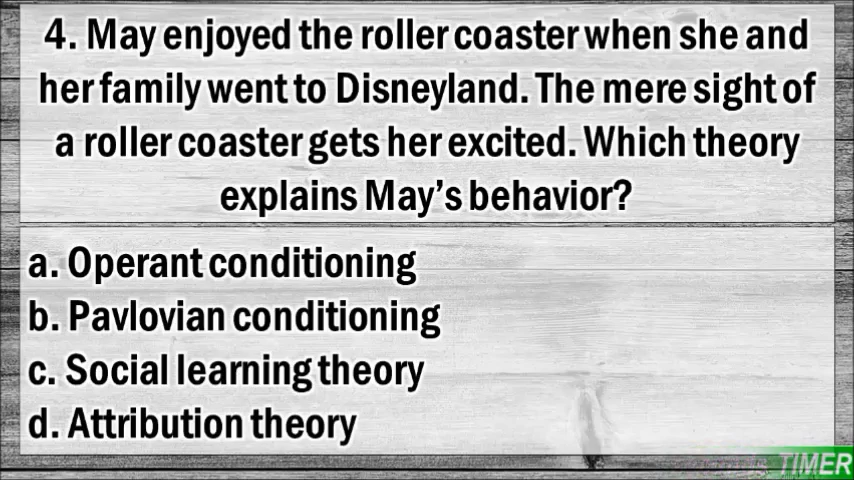 4. May enjoyed the roller coaster when she and
her family went to Disneyland. The mere sight of
a roller coaster gets her excited. Which theory
explains May's behavior?
a. Operant conditioning
b. Pavlovian conditioning
c. Social learning theory
d. Attribution theory
TIMER